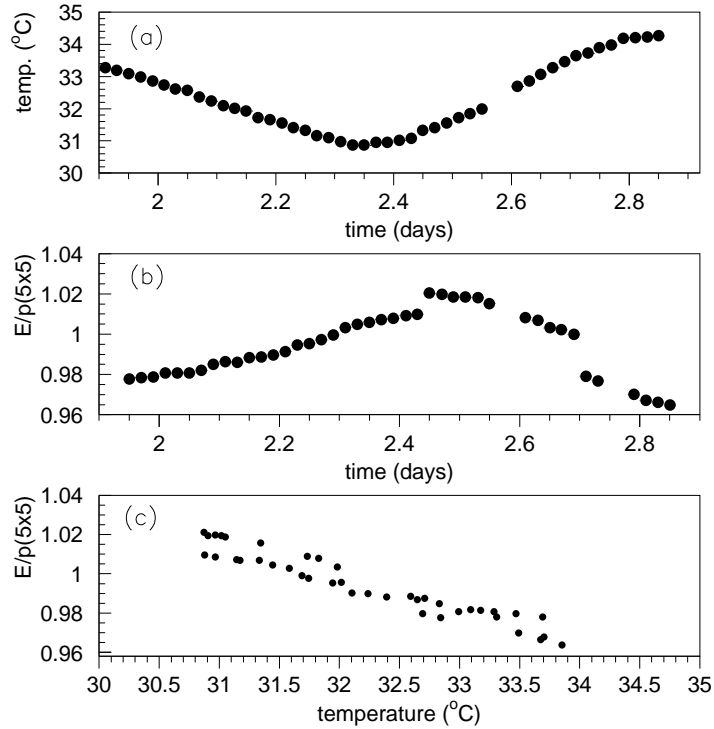 35
(a)
34
33
32
31
30
temp. (°C)
2 2.2 2.4 2.6 2.8
time (days)
1.04
(b)
1.02
1
0.98
0.96
E/p(5x5)
2 2.2 2.4 2.6 2.8
time (days)
1.04
(c)
1.02
1
0.98
0.96
E/p(5x5)
30 30.5 31 31.5 32 32.5 33 33.5 34 34.5 35
temperature (°C)